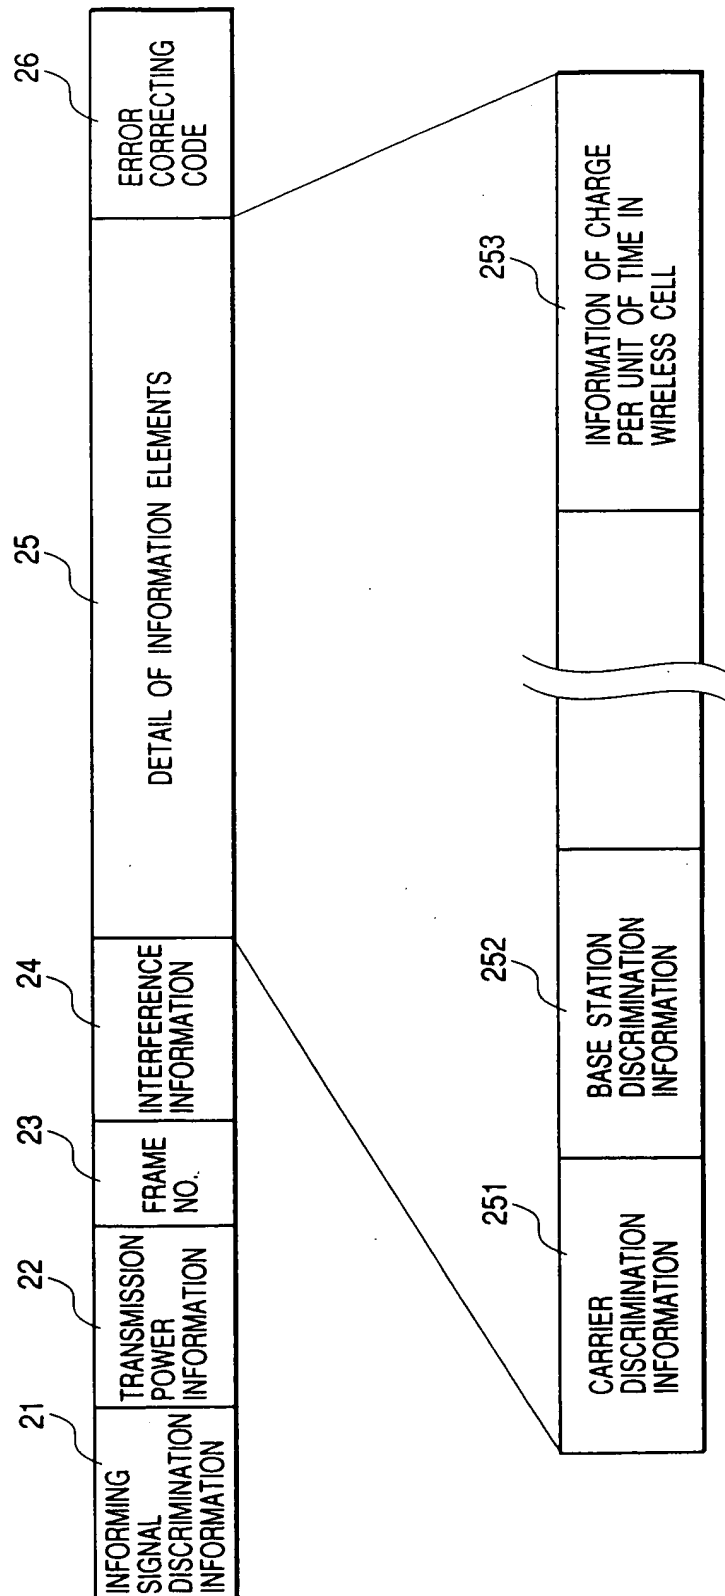 21
INFORMING
SIGNAL
DISCRIMINATION
INFORMATION
22
TRANSMISSION
POWER
INFORMATION
23
FRAME
NO.
24
INTERFERENCE
INFORMATION
25
DETAIL OF INFORMATION ELEMENTS
26
ERROR
CORRECTING
CODE
251
CARRIER
DISCRIMINATION
INFORMATION
252
BASE STATION
DISCRIMINATION
INFORMATION
253
INFORMATION OF CHARGE
PER UNIT OF TIME IN
WIRELESS CELL